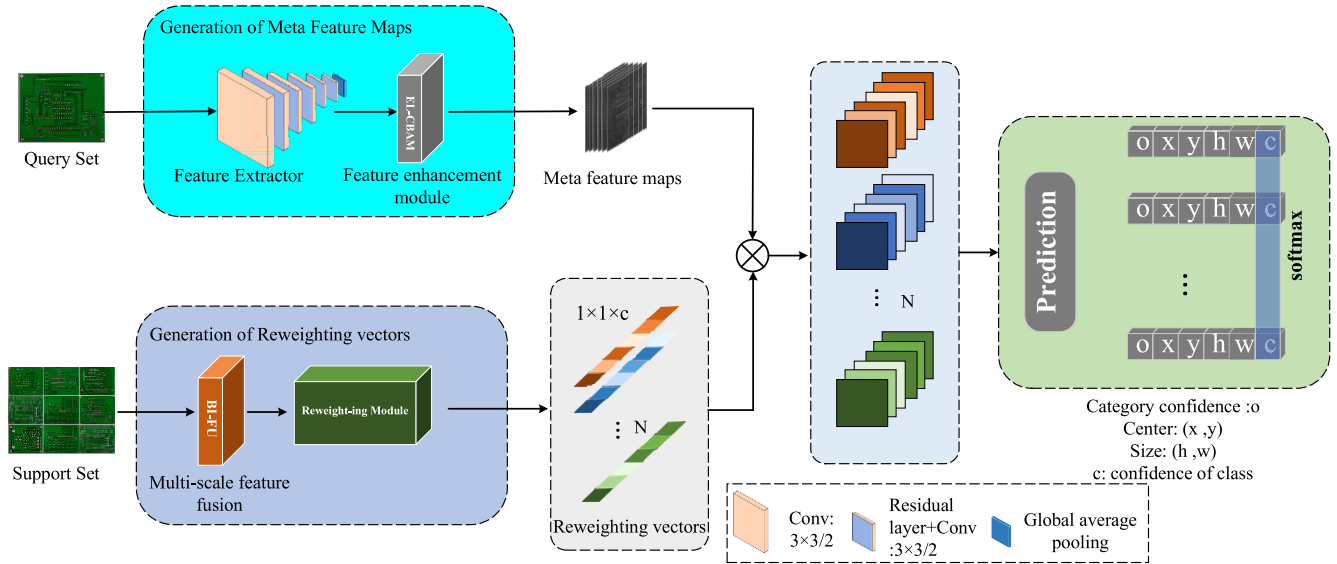 Generation of Meta Feature Maps
Query Set
Feature Extractor
EL-CBAM
Feature enhancement
module
Meta feature maps
Generation of Reweighting vectors
Support Set
BI-FU
Multi-scale feature
fusion
Reweight-ing Module
1×1×c
⋮ N
Reweighting vectors
⋮ N
Prediction
o x y h w c
o x y h w c
...
o x y h w c
softmax
Category confidence :o
Center: (x ,y)
Size: (h ,w)
c: confidence of class
Conv:
3×3/2
Residual
layer+Conv
:3×3/2
Global average
pooling